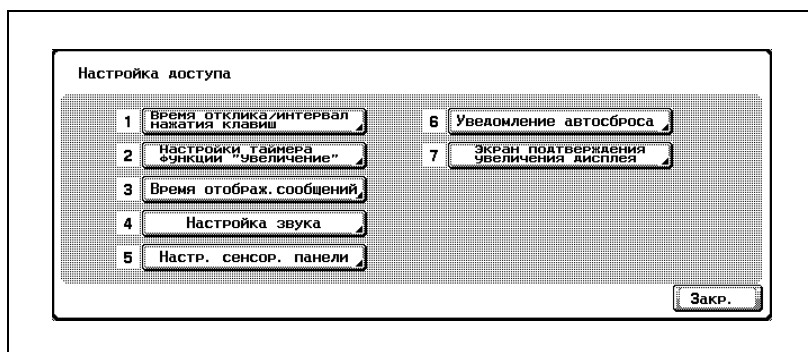 Настройка доступа
1 Время отклика/интервал
нажатия клавиш
2 Настройки таймера
функции "Увеличение"
3 Время отображ.сообщений
4 Настройка звука
5 Настр. сенсор. панели
6 Уведомление автосброса
7 Экран подтверждения
увеличения дисплея
Закр.